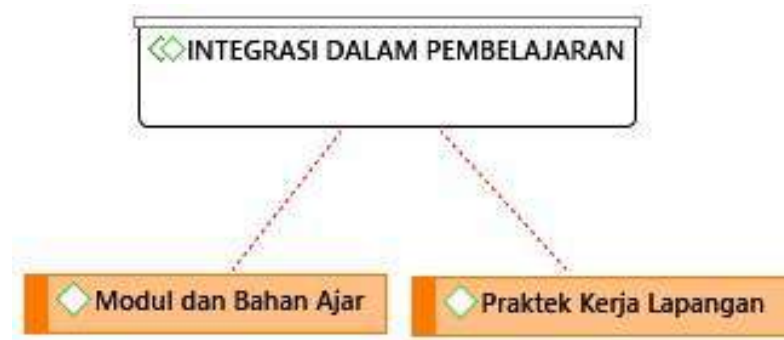 INTEGRASI DALAM PEMBELAJARAN
Modul dan Bahan Ajar
Praktek Kerja Lapangan